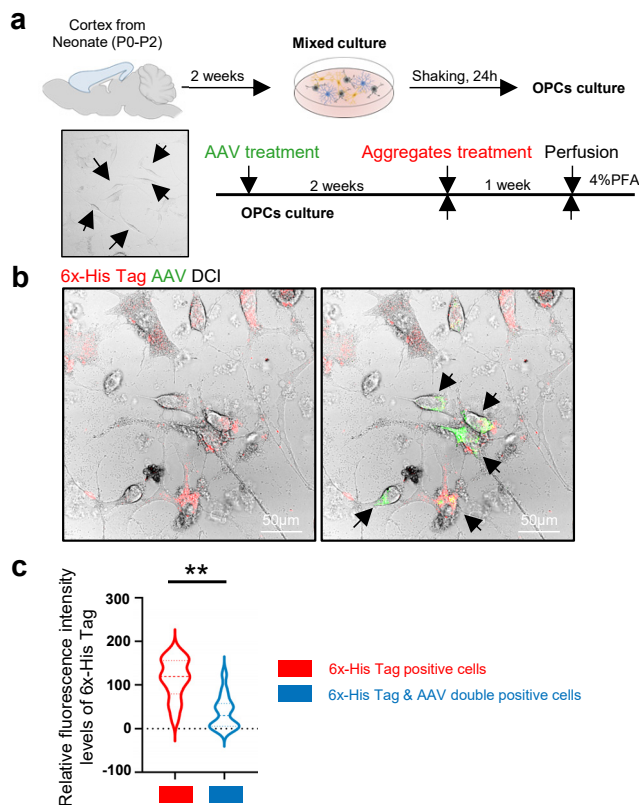 a
Cortex from
Neonate (P0-P2)
2 weeks
Mixed culture
Shaking, 24h
OPCs culture
AAV treatment
Aggregates treatment
Perfusion
2 weeks
1 week
4%PFA
OPCs culture
b
6x-His Tag AAV DCI
50μm
50μm
c
Relative fluorescence intensity
levels of 6x-His Tag
**
300
200
100
0
-100
6x-His Tag positive cells
6x-His Tag & AAV double positive cells